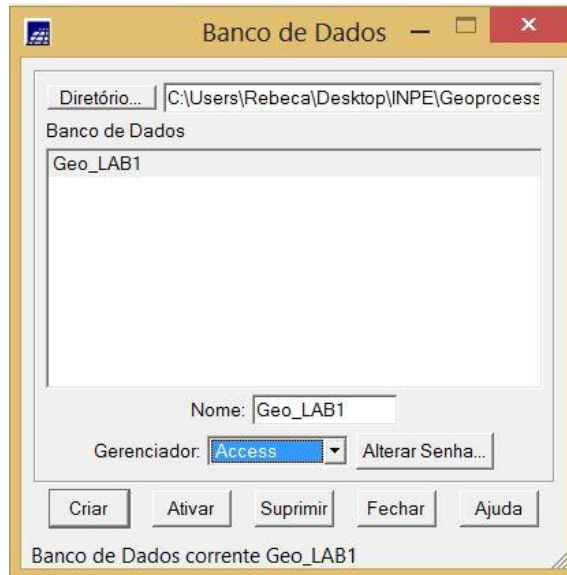 Banco de Dados
Diretório... C:\Users\Rebeca\Desktop\INPE\Geoprocess
Banco de Dados
Geo_LAB1
Nome: Geo_LAB1
Gerenciador: Access Alterar Senha...
Criar Ativar Suprimir Fechar Ajuda
Banco de Dados corrente Geo_LAB1